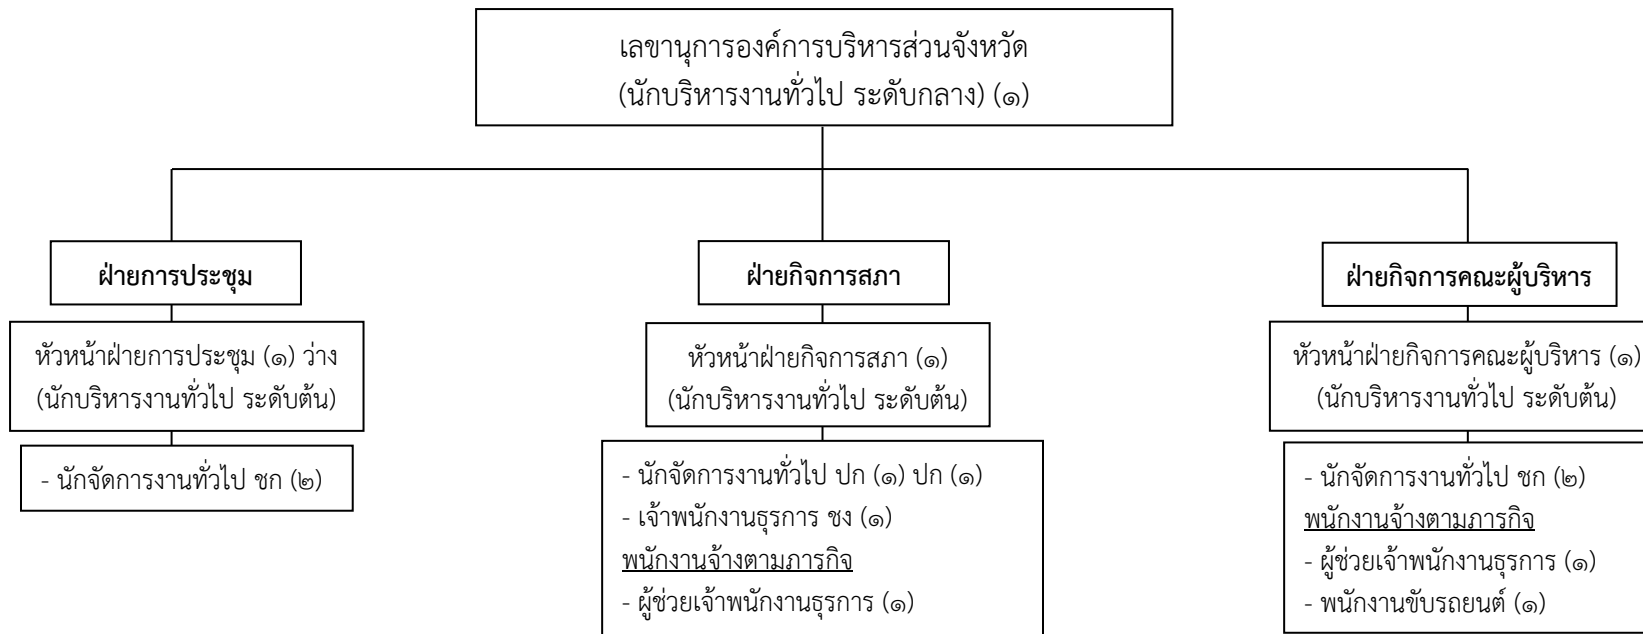 เลขานุการองค์การบริหารส่วนจังหวัด
(นักบริหารงานทั่วไป ระดับกลาง) (๑)
ฝ่ายการประชุม
หัวหน้าฝ่ายการประชุม (๑) ว่าง
(นักบริหารงานทั่วไป ระดับต้น)
- นักจัดการงานทั่วไป ชก (๒)
ฝ่ายกิจการสภา
หัวหน้าฝ่ายกิจการสภา (๑)
(นักบริหารงานทั่วไป ระดับต้น)
- นักจัดการงานทั่วไป ปก (๑) ปก (๑)
- เจ้าพนักงานธุรการ ชง (๑)
พนักงานจ้างตามภารกิจ
- ผู้ช่วยเจ้าพนักงานธุรการ (๑)
ฝ่ายกิจการคณะผู้บริหาร
หัวหน้าฝ่ายกิจการคณะผู้บริหาร (๑)
(นักบริหารงานทั่วไป ระดับต้น)
- นักจัดการงานทั่วไป ชก (๒)
พนักงานจ้างตามภารกิจ
- ผู้ช่วยเจ้าพนักงานธุรการ (๑)
- พนักงานขับรถยนต์ (๑)